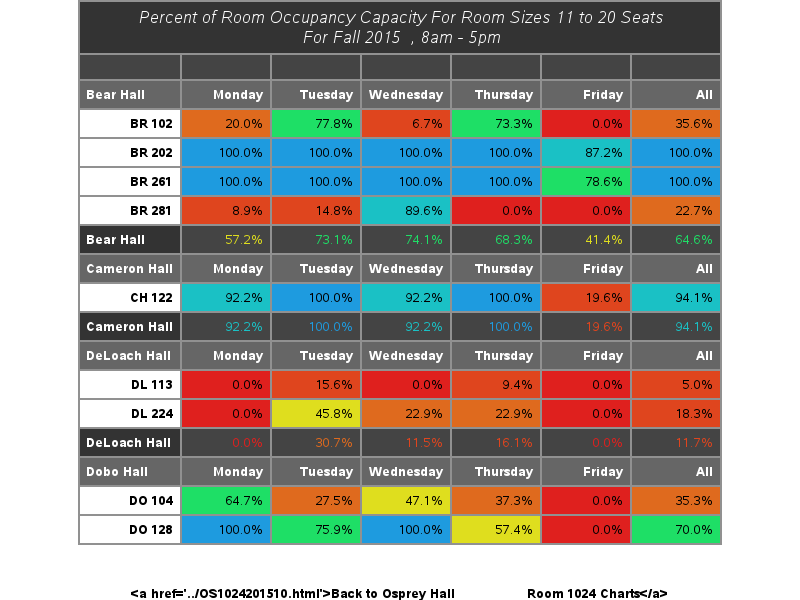 Percent of Room Occupancy Capacity For Room Sizes 11 to 20 Seats
For Fall 2015 , 8am - 5pm
Bear Hall Monday Tuesday Wednesday Thursday Friday All
BR 102 20.0% 77.8% 6.7% 73.3% 0.0% 35.6%
BR 202 100.0% 100.0% 100.0% 100.0% 87.2% 100.0%
BR 261 100.0% 100.0% 100.0% 100.0% 78.6% 100.0%
BR 281 8.9% 14.8% 89.6% 0.0% 0.0% 22.7%
Bear Hall 57.2% 73.1% 74.1% 68.3% 41.4% 64.6%
Cameron Hall Monday Tuesday Wednesday Thursday Friday All
CH 122 92.2% 100.0% 92.2% 100.0% 19.6% 94.1%
Cameron Hall 92.2% 100.0% 92.2% 100.0% 19.6% 94.1%
DeLoach Hall Monday Tuesday Wednesday Thursday Friday All
DL 113 0.0% 15.6% 0.0% 9.4% 0.0% 5.0%
DL 224 0.0% 45.8% 22.9% 22.9% 0.0% 18.3%
DeLoach Hall 0.0% 30.7% 11.5% 16.1% 0.0% 11.7%
Dobo Hall Monday Tuesday Wednesday Thursday Friday All
DO 104 64.7% 27.5% 47.1% 37.3% 0.0% 35.3%
DO 128 100.0% 75.9% 100.0% 57.4% 0.0% 70.0%
<a href='../OS1024201510.html'>Back to Osprey Hall Room 1024 Charts</a>